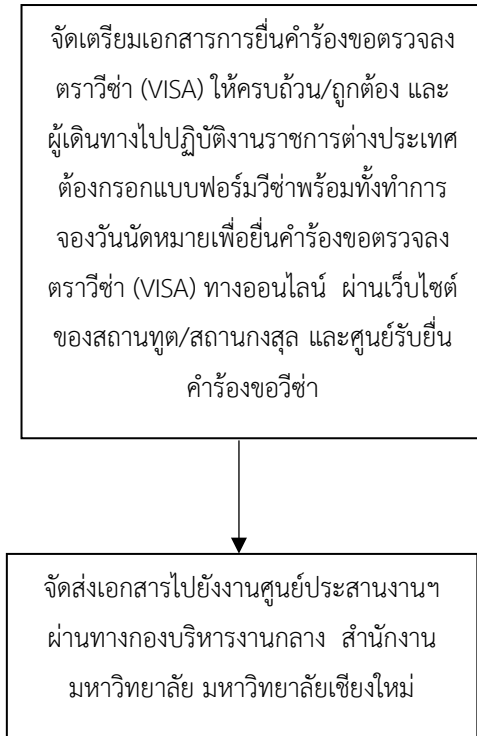 จัดเตรียมเอกสารการยื่นคำร้องขอตรวจลง
ตราวีซ่า (VISA) ให้ครบถ้วน/ถูกต้อง และ
ผู้เดินทางไปปฏิบัติงานราชการต่างประเทศ
ต้องกรอกแบบฟอร์มวีซ่าพร้อมทั้งทำการ
จองวันนัดหมายเพื่อยื่นคำร้องขอตรวจลง
ตราวีซ่า (VISA) ทางออนไลน์ ผ่านเว็บไซต์
ของสถานทูต/สถานกงสุล และศูนย์รับยื่น
คำร้องขอวีซ่า
จัดส่งเอกสารไปยังงานศูนย์ประสานงานฯ
ผ่านทางกองบริหารงานกลาง สำนักงาน
มหาวิทยาลัย มหาวิทยาลัยเชียงใหม่